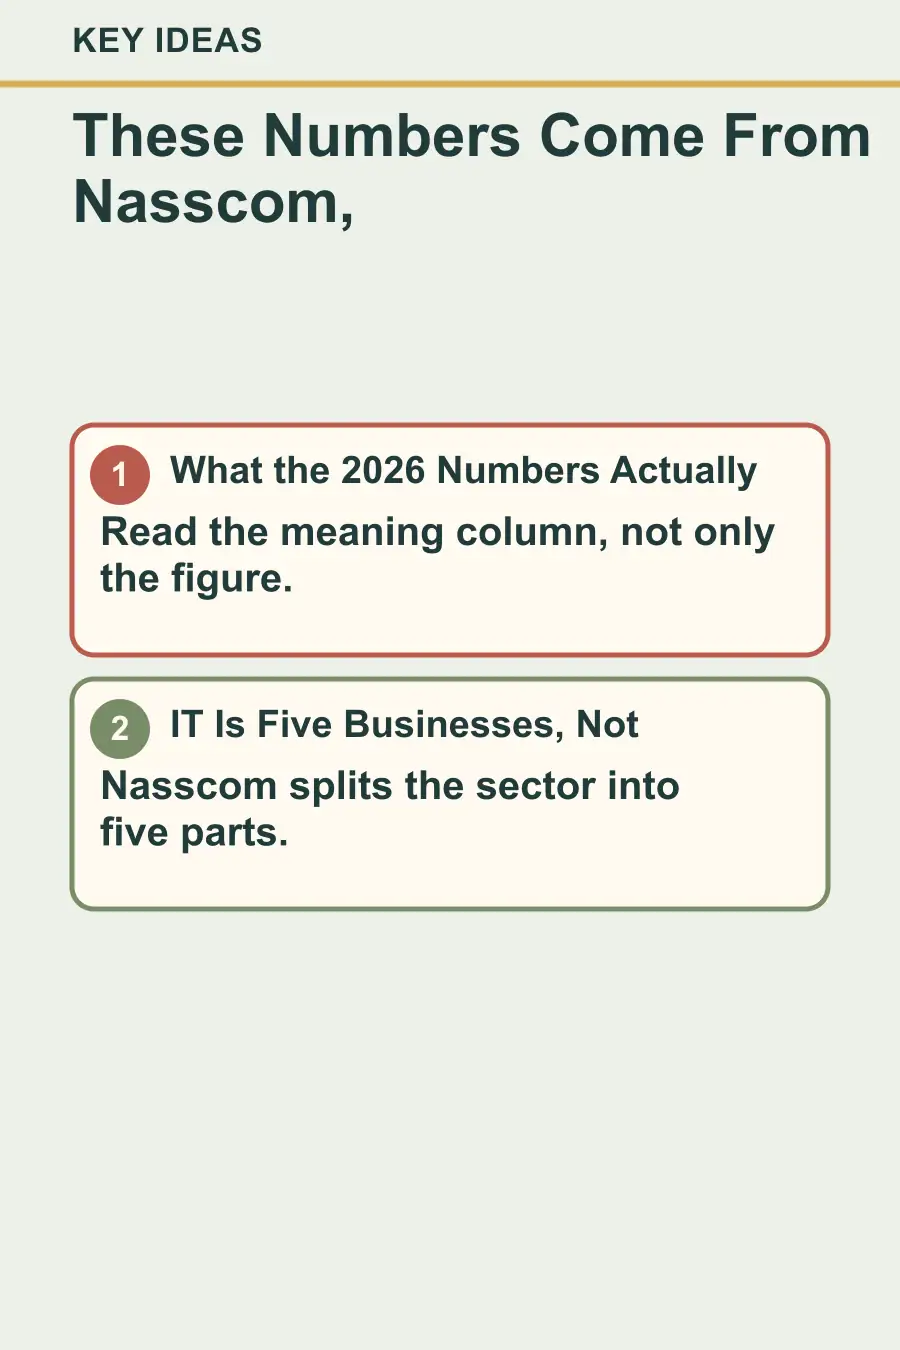 KEY IDEAS
These Numbers Come From
Nasscom,
1 What the 2026 Numbers Actually
Read the meaning column, not only
the figure.
2 IT Is Five Businesses, Not
Nasscom splits the sector into
five parts.